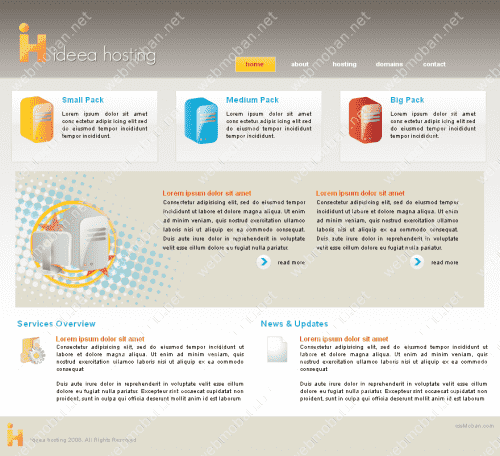 ideea hosting
home about hosting domains contact
Small Pack
Lorem ipsum dolor sit amet
consectetur adipisicing elit sed
do eiusmod tempor incididunt
tempor incididunt.
Medium Pack
Lorem ipsum dolor sit amet
consectetur adipisicing elit sed
do eiusmod tempor incididunt
tempor incididunt.
Big Pack
Lorem ipsum dolor sit amet
consectetur adipisicing elit sed
do eiusmod tempor incididunt
tempor incididunt.
Lorem ipsum dolor sit amet
Consectetur adipisicing elit, sed do eiusmod tempor
incididunt ut labore et dolore magna aliqua. Ut enim
ad minim veniam, quis nostrud exercitation ullamco
laboris nisi ut aliquip ex ea commodo consequat.
Duis aute irure dolor in reprehenderit in voluptate
velit esse cillum dolore eu fugiat nulla pariatur.
read more
Lorem ipsum dolor sit amet
Consectetur adipisicing elit, sed do eiusmod tempor
incididunt ut labore et dolore magna aliqua. Ut enim
ad minim veniam, quis nostrud exercitation ullamco
laboris nisi ut aliquip ex ea commodo consequat.
Duis aute irure dolor in reprehenderit in voluptate
velit esse cillum dolore eu fugiat nulla pariatur.
read more
Services Overview
Lorem ipsum dolor sit amet
Consectetur adipisicing elit, sed do eiusmod tempor incididunt ut
labore et dolore magna aliqua. Ut enim ad minim veniam, quis
nostrud exercitation ullamco laboris nisi ut aliquip ex ea commodo
consequat
Duis aute irure dolor in reprehenderit in voluptate velit esse cillum
dolore eu fugiat nulla pariatur. Excepteur sint occaecat cupidatat non
proident, sunt in culpa qui officia deserunt mollit anim id est laborum
News & Updates
Lorem ipsum dolor sit amet
Consectetur adipisicing elit, sed do eiusmod tempor incididunt ut
labore et dolore magna aliqua. Ut enim ad minim veniam, quis
nostrud exercitation ullamco laboris nisi ut aliquip ex ea commodo
consequat
Duis aute irure dolor in reprehenderit in voluptate velit esse cillum
dolore eu fugiat nulla pariatur. Excepteur sint occaecat cupidatat non
proident, sunt in culpa qui officia deserunt mollit anim id est laborum
ideea hosting 2008. All Rights Reserved
webmoban.net